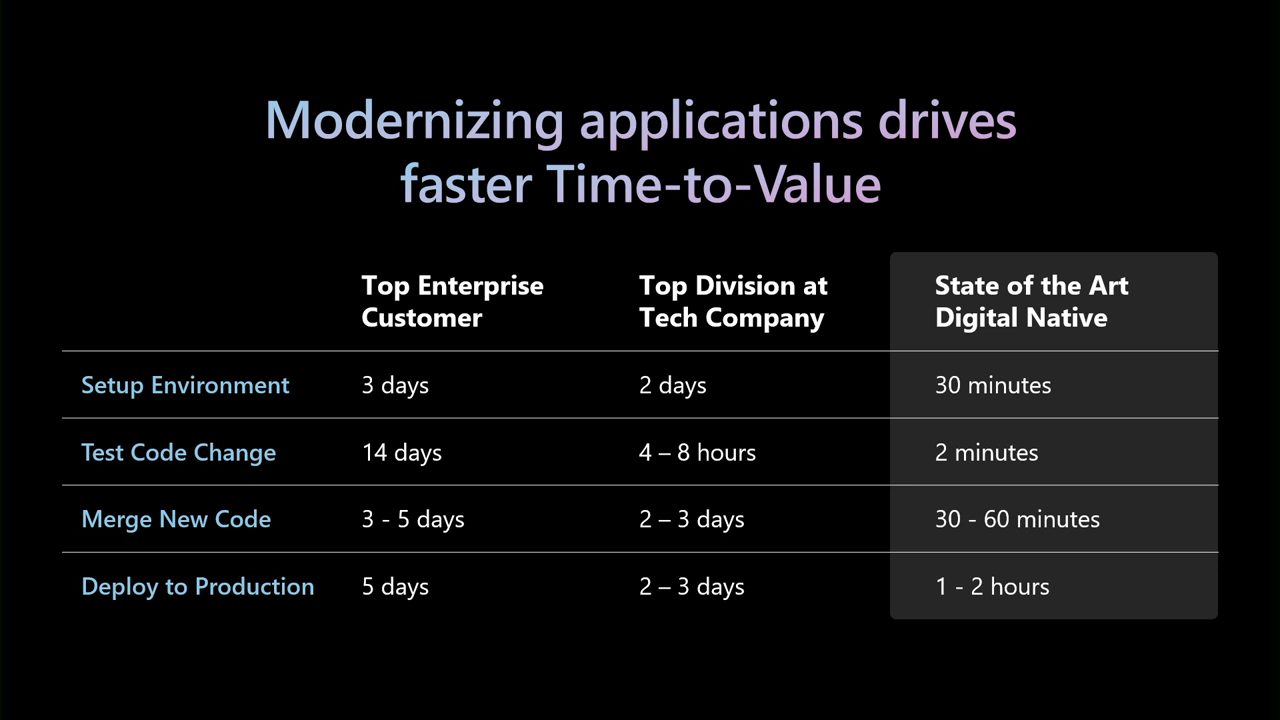 Modernizing applications drives
faster Time-to-Value
Top Enterprise Customer
Top Division at Tech Company
State of the Art Digital Native
Setup Environment 3 days 2 days 30 minutes
Test Code Change 14 days 4 – 8 hours 2 minutes
Merge New Code 3 - 5 days 2 – 3 days 30 - 60 minutes
Deploy to Production 5 days 2 – 3 days 1 - 2 hours